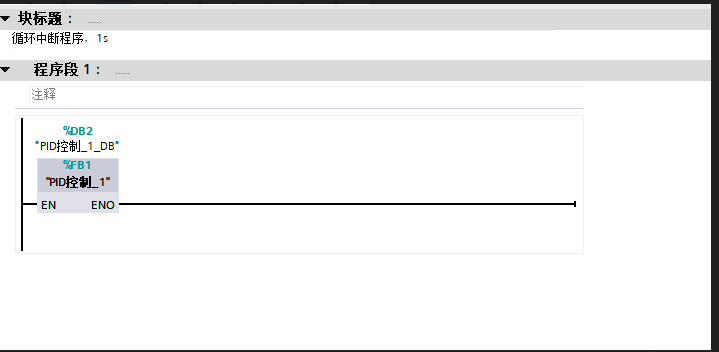 块标题： .....
循环中断程序，1s
程序段 1： .....
注释
%DB2
"PID控制_1_DB"
%FB1
"PID控制_1"
EN ENO